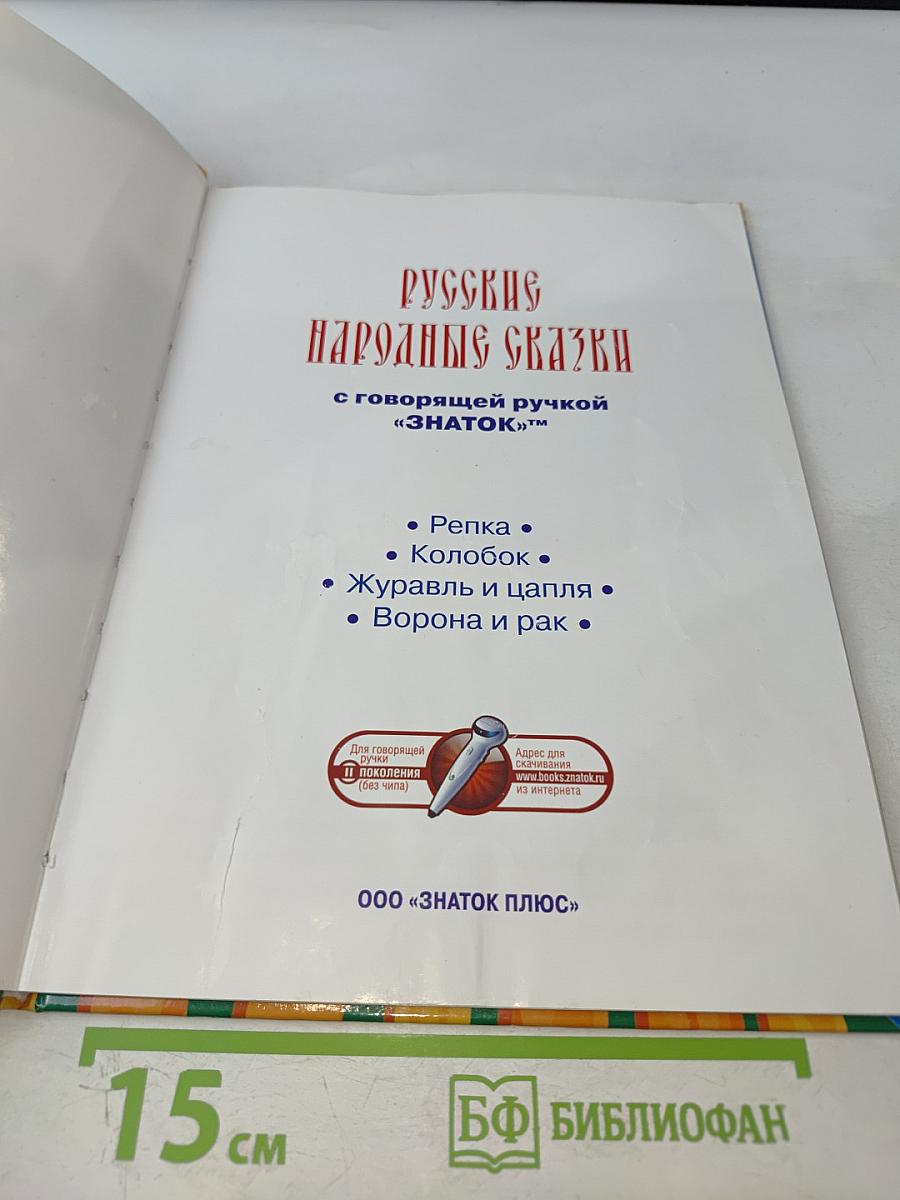 РУССКИЕ
НАРОДНЫЕ СКАЗКИ
с говорящей ручкой
«ЗНАТОК»™
• Репка •
• Колобок •
• Журавль и цапля •
• Ворона и рак •
Для говорящей
ручки
II поколения
(без чипа)
Адрес для
скачивания
www.books.znatok.ru
из интернета
ООО «ЗНАТОК ПЛЮС»
15 см
БФ БИБЛИОФАН